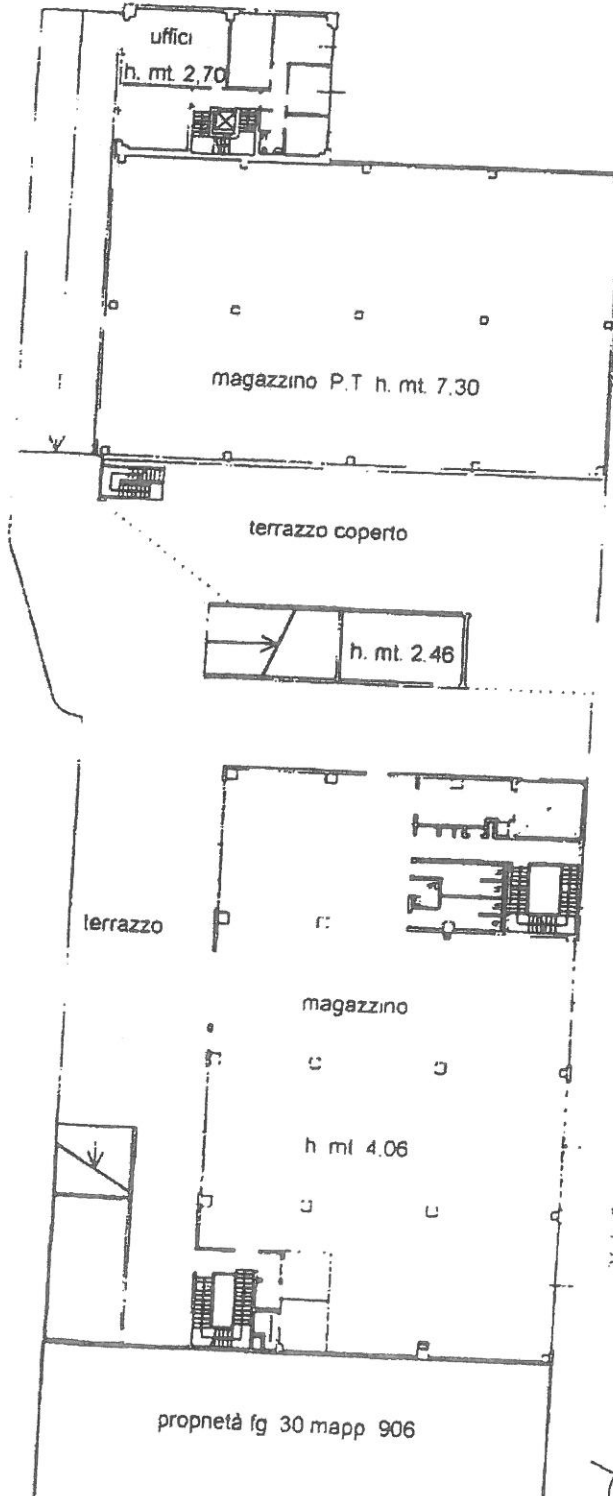 uffici
h. mt. 2,70
magazzino P.T h. mt. 7.30
terrazzo coperto
h. mt. 2.46
terrazzo
magazzino
h mt 4.06
proprietà fg 30 mapp 906